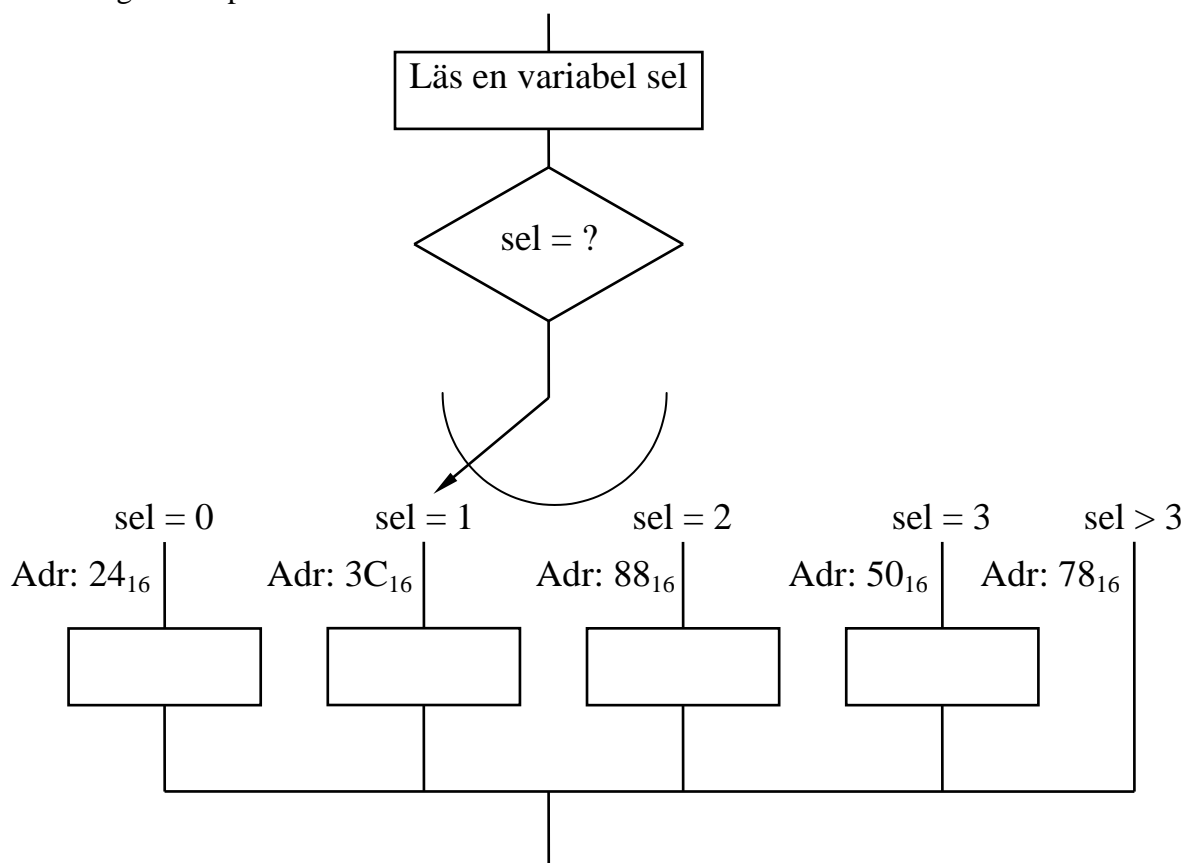 Läs en variabel sel
sel = ?
sel = 0 sel = 1 sel = 2 sel = 3 sel > 3
Adr: 24₁₆ Adr: 3C₁₆ Adr: 88₁₆ Adr: 50₁₆ Adr: 78₁₆